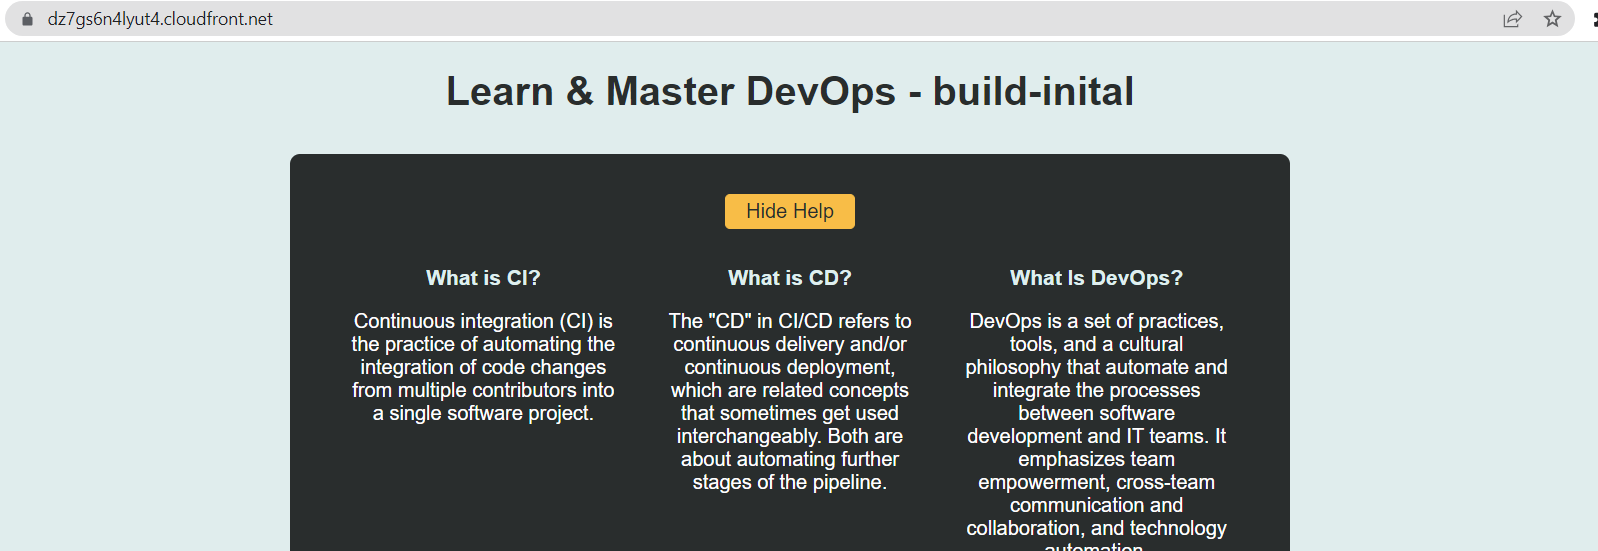 dz7gs6n4lyut4.cloudfront.net
Learn & Master DevOps - build-inital
Hide Help
What is CI?
Continuous integration (CI) is
the practice of automating the
integration of code changes
from multiple contributors into
a single software project.
What is CD?
The "CD" in CI/CD refers to
continuous delivery and/or
continuous deployment,
which are related concepts
that sometimes get used
interchangeably. Both are
about automating further
stages of the pipeline.
What Is DevOps?
DevOps is a set of practices,
tools, and a cultural
philosophy that automate and
integrate the processes
between software
development and IT teams. It
emphasizes team
empowerment, cross-team
communication and
collaboration, and technology
automation